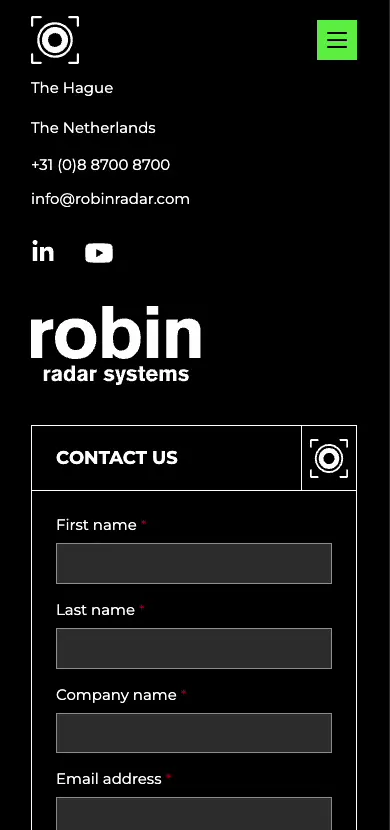 The Hague
The Netherlands
+31 (0)8 8700 8700
info@robinradar.com
in
robin
radar systems
CONTACT US
First name *
Last name *
Company name *
Email address *